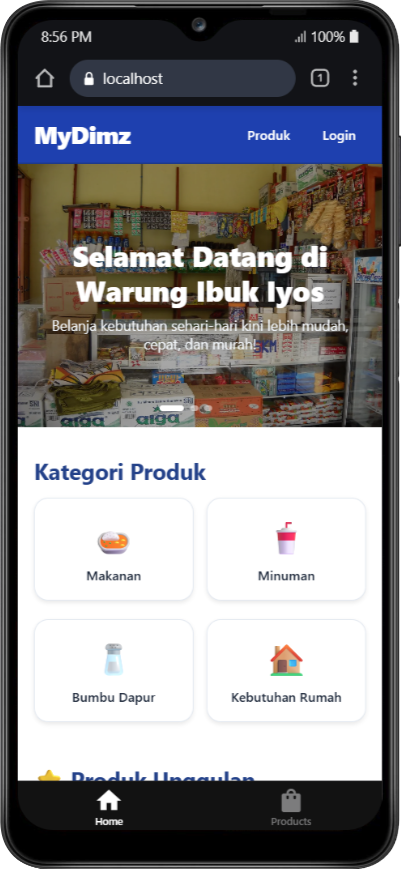 8:56 PM 100%
localhost 1
MyDimz Produk Login
Selamat Datang di
Warung Ibuk Iyos
Belanja kebutuhan sehari-hari kini lebih mudah,
cepat, dan murah!
Kategori Produk
Makanan Minuman
Bumbu Dapur Kebutuhan Rumah
⭐ Produk Unggulan
Home Products